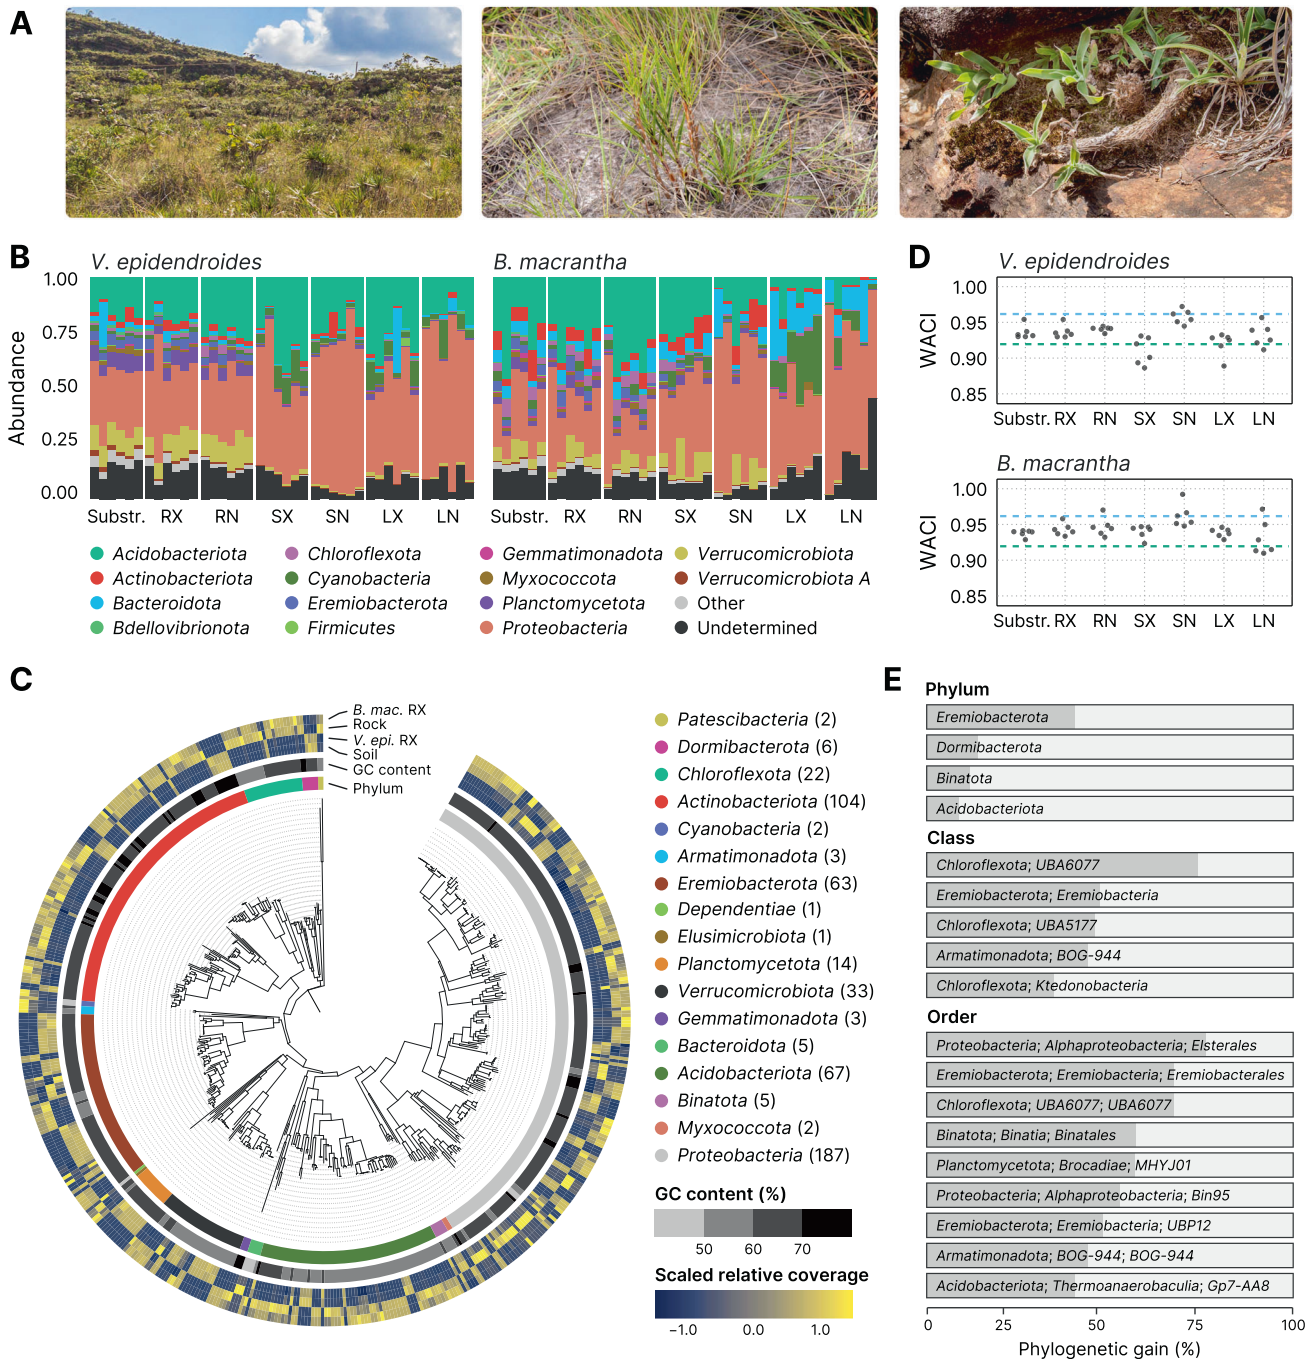 A
B
V. epidendroides
B. macrantha
Abundance
1.00
0.75
0.50
0.25
0.00
Substr. RX RN SX SN LX LN
Substr. RX RN SX SN LX LN
Acidobacteriota
Actinobacteriota
Bacteroidota
Bdellovibrionota
Chloroflexota
Cyanobacteria
Eremiobacterota
Firmicutes
Gemmatimonadota
Myxococcota
Planctomycetota
Proteobacteria
Verrucomicrobiota
Verrucomicrobiota A
Other
Undetermined
D
V. epidendroides
WACI
1.00
0.95
0.90
0.85
Substr. RX RN SX SN LX LN
B. macrantha
WACI
1.00
0.95
0.90
0.85
Substr. RX RN SX SN LX LN
C
B. mac. RX
Rock
V. epi. RX
Soil
GC content
Phylum
Patescibacteria (2)
Dormibacterota (6)
Chloroflexota (22)
Actinobacteriota (104)
Cyanobacteria (2)
Armatimonadota (3)
Eremiobacterota (63)
Dependentiae (1)
Elusimicrobiota (1)
Planctomycetota (14)
Verrucomicrobiota (33)
Gemmatimonadota (3)
Bacteroidota (5)
Acidobacteriota (67)
Binatota (5)
Myxococcota (2)
Proteobacteria (187)
GC content (%)
50 60 70
Scaled relative coverage
−1.0 0.0 1.0
E
Phylum
Eremiobacterota
Dormibacterota
Binatota
Acidobacteriota
Class
Chloroflexota; UBA6077
Eremiobacterota; Eremiobacteria
Chloroflexota; UBA5177
Armatimonadota; BOG-944
Chloroflexota; Ktedonobacteria
Order
Proteobacteria; Alphaproteobacteria; Elsterales
Eremiobacterota; Eremiobacteria; Eremiobacterales
Chloroflexota; UBA6077; UBA6077
Binatota; Binatia; Binatales
Planctomycetota; Brocadiae; MHYJ01
Proteobacteria; Alphaproteobacteria; Bin95
Eremiobacterota; Eremiobacteria; UBP12
Armatimonadota; BOG-944; BOG-944
Acidobacteriota; Thermoanaerobaculia; Gp7-AA8
0 25 50 75 100
Phylogenetic gain (%)